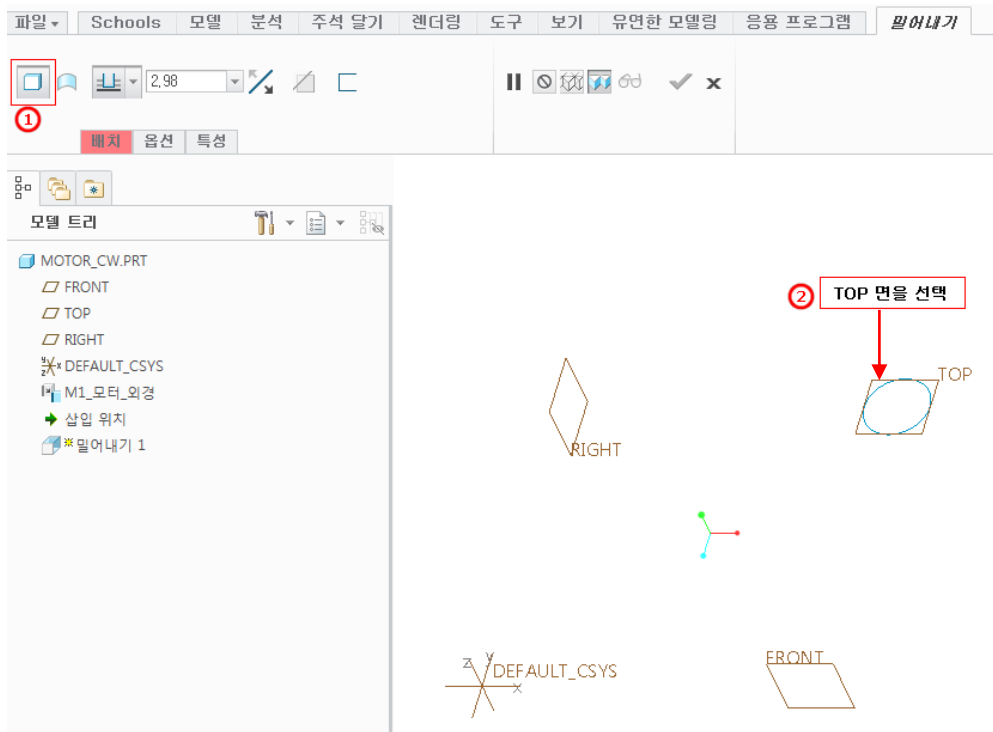 파일 Schools 모델 분석 주석 달기 렌더링 도구 보기 유연한 모델링 응용 프로그램 밀어내기
2,98
1
배치 옵션 특성
모델 트리
MOTOR_CW.PRT
FRONT
TOP
RIGHT
DEFAULT_CSYS
M1_모터_외경
삽입 위치
밀어내기 1
2 TOP 면을 선택
TOP
RIGHT
Z Y
DEFAULT_CSYS
X
FRONT